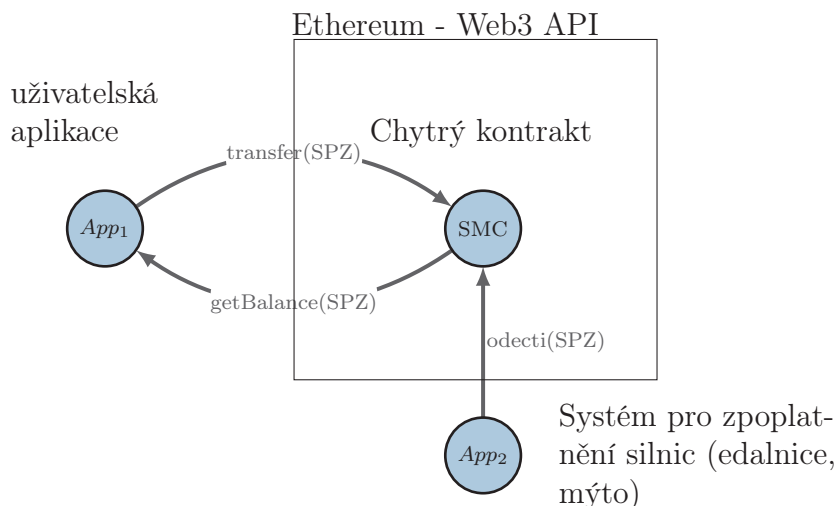 Ethereum - Web3 API
uživatelská
aplikace
Chytrý kontrakt
transfer(SPZ)
App1
SMC
getBalance(SPZ)
odecti(SPZ)
App2
Systém pro zpoplat-
nění silnic (edalnice,
mýto)